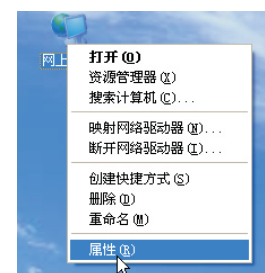 网上
打开(O)
资源管理器(X)
搜索计算机(C)...
映射网络驱动器(N)...
断开网络驱动器(I)...
创建快捷方式(S)
删除(D)
重命名(M)
属性(R)